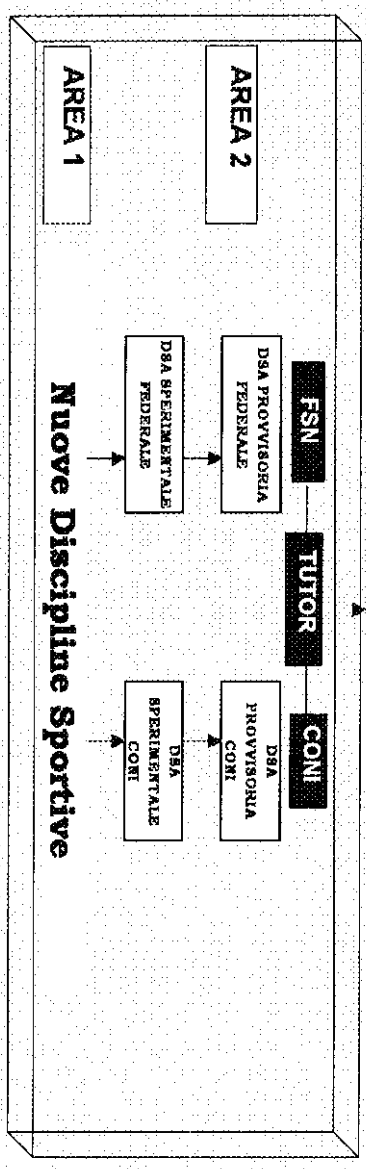 FSN
TUTOR
CONI
AREA 2
DSA PROVVISORIA
FEDERALE
DSA
PROVVISORIA
CONI
DSA SPERIMENTALE
FEDERALE
DSA
SPERIMENTALE
CONI
AREA 1
Nuove Discipline Sportive